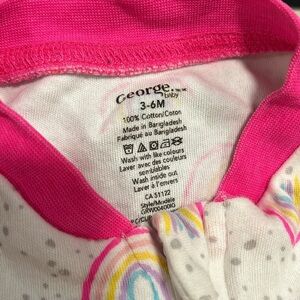 George.
baby
3-6M
100% Cotton/Coton
Made in Bangladesh
Fabriqué au Bangladesh
Wash with like colours
Laver avec des couleurs
semblables
Wash inside out
Laver à l'envers
CA 51122
Style/Modèle